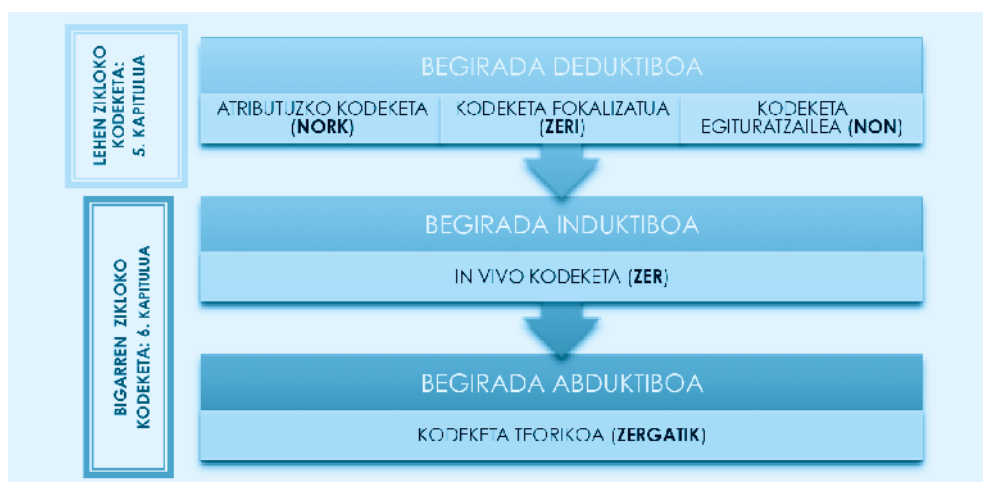 LEHEN ZIKLOKO
KODEKETA:
5. KAPITULUA
BEGIRADA DEDUKTIBOA
ATRIBUTUZKO KODEKETA
(NORK)
KODEKETA FOKALIZATUA
(ZERI)
KODEKETA
EGITURATZAILEA (NON)
BIGARREN ZIKLOKO
KODEKETA: 6. KAPITULUA
BEGIRADA INDUKTIBOA
IN VIVO KODEKETA (ZER)
BEGIRADA ABDUKTIBOA
KODEKETA TEORIKOA (ZERGATIK)